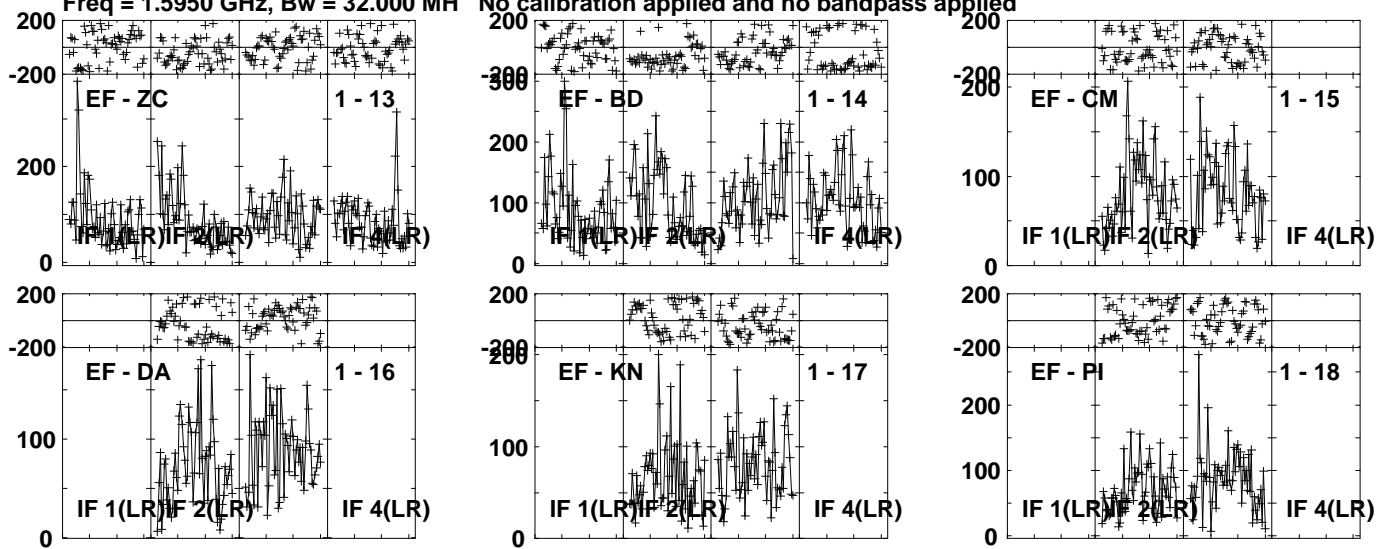 Freq = 1.5950 GHz, Bw = 32.000 MH No calibration applied and no bandpass applied
200
-200
EF - ZC 1 - 13
200
0
IF 1(LR) IF 2(LR) IF 4(LR)
-200
300
EF - BD 1 - 14
200
100
0
IF 1(LR) IF 2(LR) IF 4(LR)
-200
200
EF - CM 1 - 15
100
0
IF 1(LR) IF 2(LR) IF 4(LR)
200
-200
EF - DA 1 - 16
100
0
IF 1(LR) IF 2(LR) IF 4(LR)
-200
200
EF - KN 1 - 17
100
0
IF 1(LR) IF 2(LR) IF 4(LR)
-200
EF - PI 1 - 18
200
100
0
IF 1(LR) IF 2(LR) IF 4(LR)